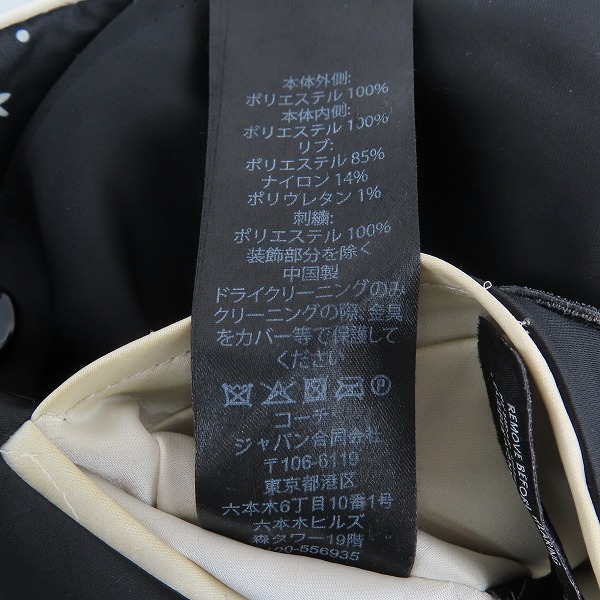 本体外側:
ポリエステル 100%
本体内側:
ポリエステル 100%
リブ:
ポリエステル 85%
ナイロン 14%
ポリウレタン 1%
刺繍:
ポリエステル 100%
装飾部分を除く
中国製
ドライクリーニングのみ
クリーニングの際、金具
をカバー等で保護して
ください
コーチ
ジャパン合同会社
〒106-6119
東京都港区
六本木6丁目10番1号
六本木ヒルズ
森タワー19階
20-556935
REMOVE BEFORE